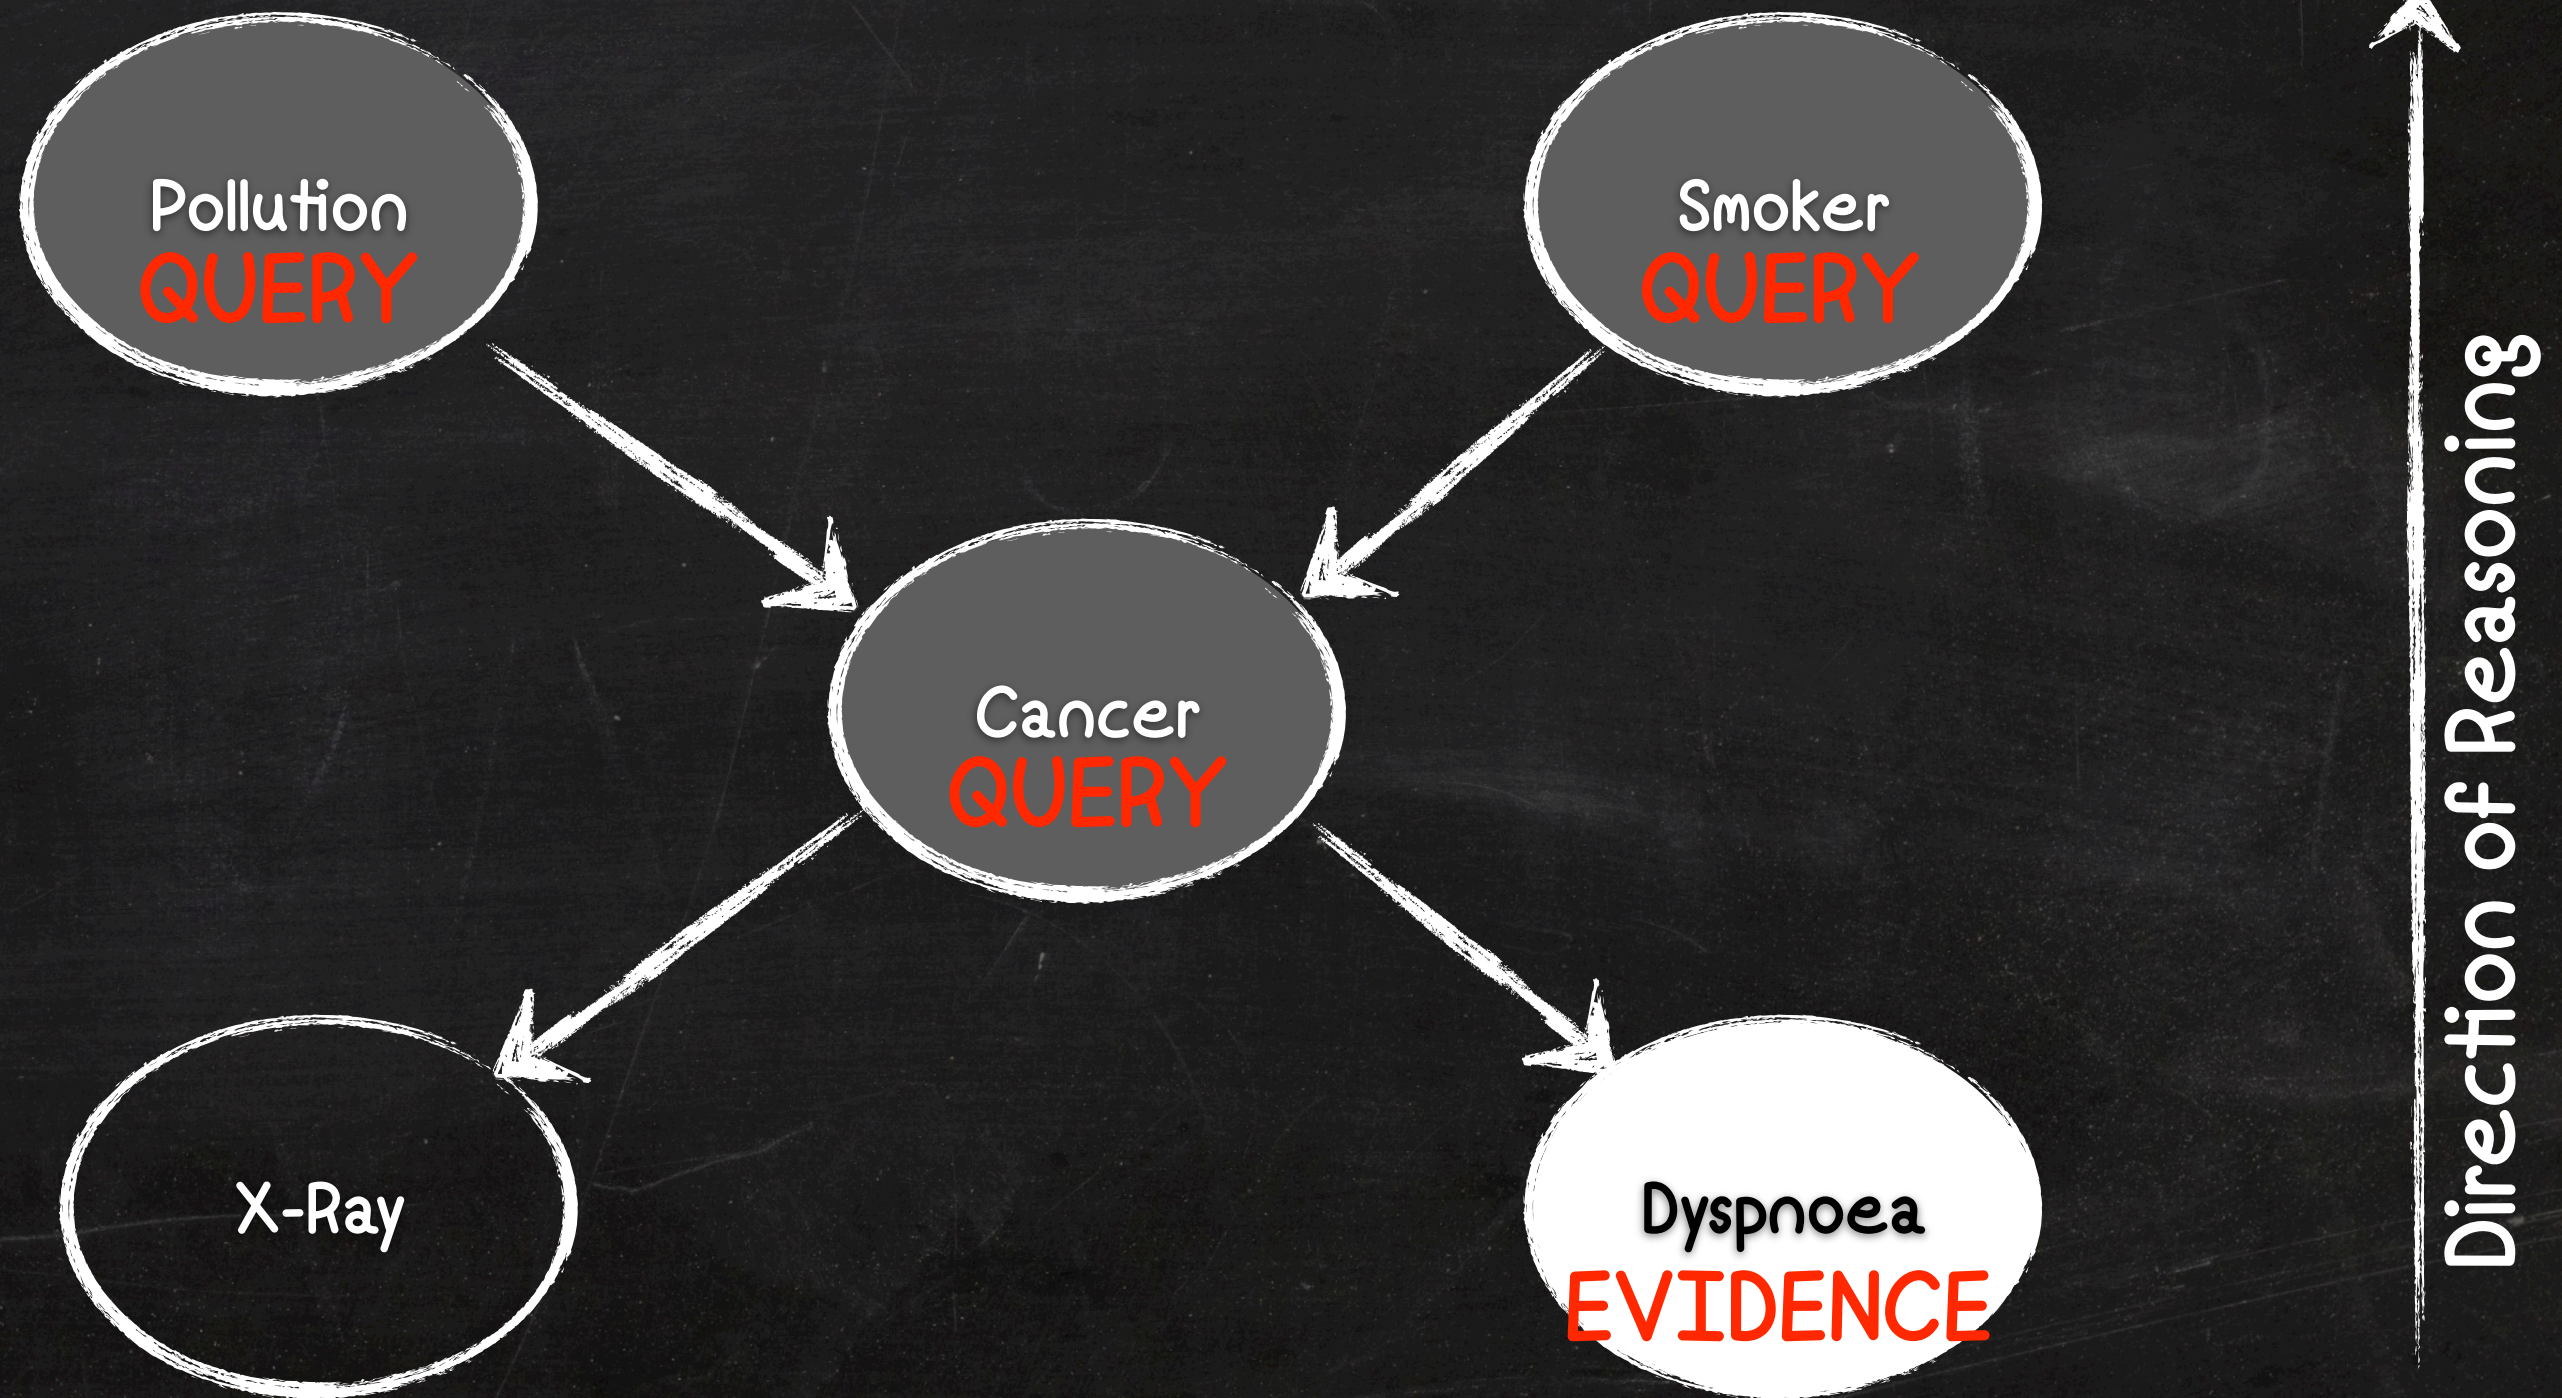 Pollution
QUERY
Smoker
QUERY
Cancer
QUERY
X-Ray
Dyspnoea
EVIDENCE
Direction of Reasoning